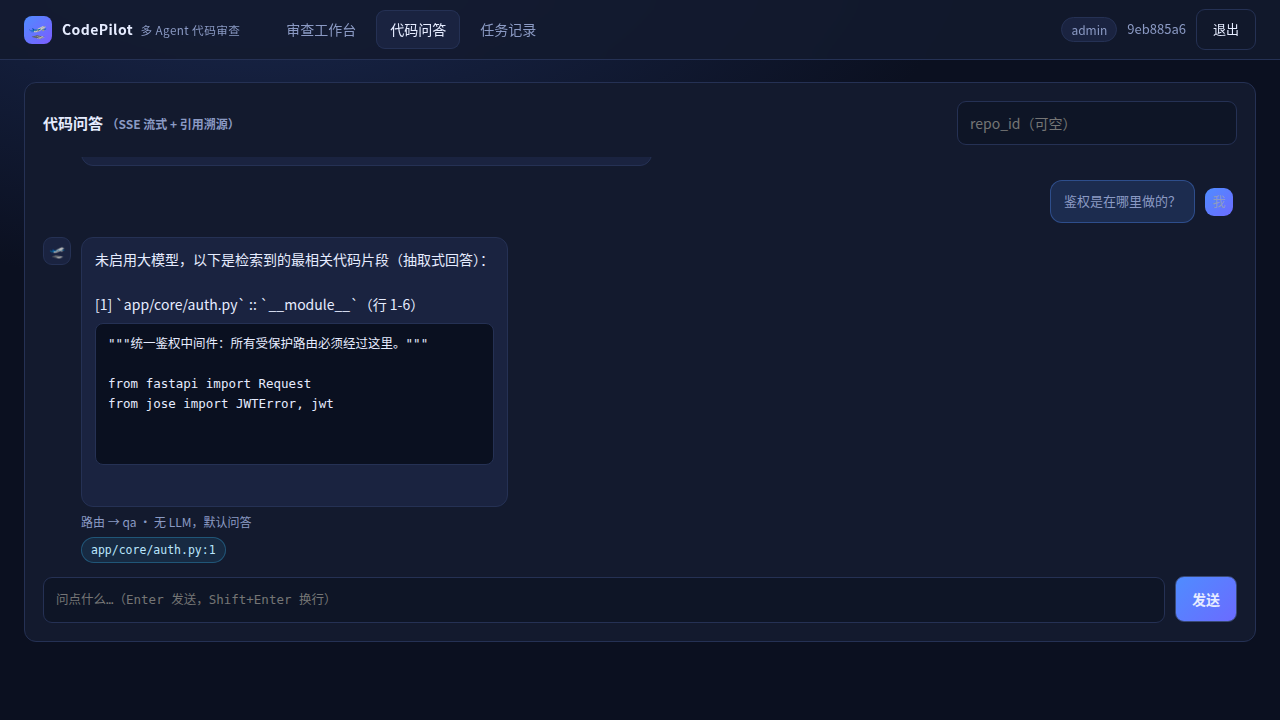 CodePilot 多 Agent 代码审查 审查工作台 代码问答 任务记录 admin 9eb885a6 退出
代码问答 （SSE 流式 + 引用溯源） repo_id（可空）
鉴权是在哪里做的？ 我
未启用大模型，以下是检索到的最相关代码片段（抽取式回答）：
[1] `app/core/auth.py` :: `__module__`（行 1-6）
"""统一鉴权中间件：所有受保护路由必须经过这里。"""
from fastapi import Request
from jose import JWTError, jwt
路由 → qa · 无 LLM，默认问答
app/core/auth.py:1
问点什么…（Enter 发送，Shift+Enter 换行） 发送